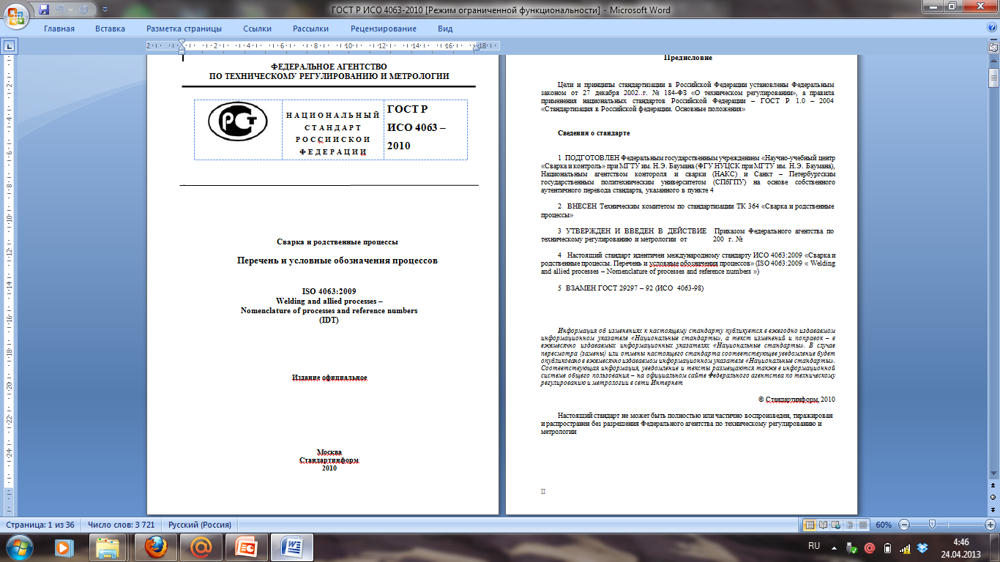 ГОСТ Р ИСО 4063-2010 [Режим ограниченной функциональности] - Microsoft Word
Главная Вставка Разметка страницы Ссылки Рассылки Рецензирование Вид
2 2 4 6 8 10 12 14 16 18
ФЕДЕРАЛЬНОЕ АГЕНТСТВО
ПО ТЕХНИЧЕСКОМУ РЕГУЛИРОВАНИЮ И МЕТРОЛОГИИ
РСТ
НАЦИОНАЛЬНЫЙ
СТАНДАРТ
РОССИИСКОИ
ФЕДЕРАЦИИ
ГОСТ Р
ИСО 4063 –
2010
Сварка и родственные процессы
Перечень и условные обозначения процессов
ISO 4063:2009
Welding and allied processes –
Nomenclature of processes and reference numbers
(IDT)
Издание официальное
Москва
Стандартинформ
2010
Предисловие
Цели и принципы стандартизации в Российской Федерации установлены Федеральным
законом от 27 декабря 2002..г. № 184-ФЗ «О техническом регулировании», а правила
применения национальных стандартов Российской Федерации – ГОСТ Р 1.0 – 2004
«Стандартизация в Российской федерации. Основные положения»
Сведения о стандарте
1 ПОДГОТОВЛЕН Федеральным государственным учреждением «Научно-учебный центр
«Сварка и контроль» при МГТУ им. Н.Э. Баумана (ФГУ НУЦСК при МГТУ им. Н.Э. Баумана),
Национальным агентством контороля и сварки (НАКС) и Санкт – Петербургским
государственным политехническим университетом (СПбГПУ) на основе собственного
аутентичного перевода стандарта, указанного в пункте 4
2 ВНЕСЕН Техническим комитетом по стандартизации ТК 364 «Сварка и родственные
процессы»
3 УТВЕРЖДЕН И ВВЕДЕН В ДЕЙСТВИЕ Приказом Федерального агентства по
техническому регулированию и метрологии от 200 г. №
4 Настоящий стандарт идентичен международному стандарту ИСО 4063:2009 «Сварка и
родственные процессы. Перечень и условные обозначения процессов» (ISO 4063:2009 « Welding
and allied processes – Nomenclature of processes and reference numbers »)
5 ВЗАМЕН ГОСТ 29297 – 92 (ИСО 4063-98)
Информация об изменениях к настоящему стандарту публикуется в ежегодно издаваемом
информационном указателе «Национальные стандарты», а текст изменений и поправок – в
ежемесячно издаваемых информационных указателях «Национальные стандарты». В случае
пересмотра (замены) или отмены настоящего стандарта соответствующее уведомление будет
опубликовано в ежемесячно издаваемом информационном указателе «Национальные стандарты».
Соответствующая информация, уведомление и тексты размещаются также в информационной
системе общего пользования – на официальном сайте Федерального агентства по техническому
регулированию и метрологии в сети Интернет
© Стандартинформ, 2010
Настоящий стандарт не может быть полностью или частично воспроизведен, тиражирован
и распространен без разрешения Федерального агентства по техническому регулированию и
метрологии
II
Страница: 1 из 36 Число слов: 3 721 Русский (Россия) 60%
RU 4:46
24.04.2013